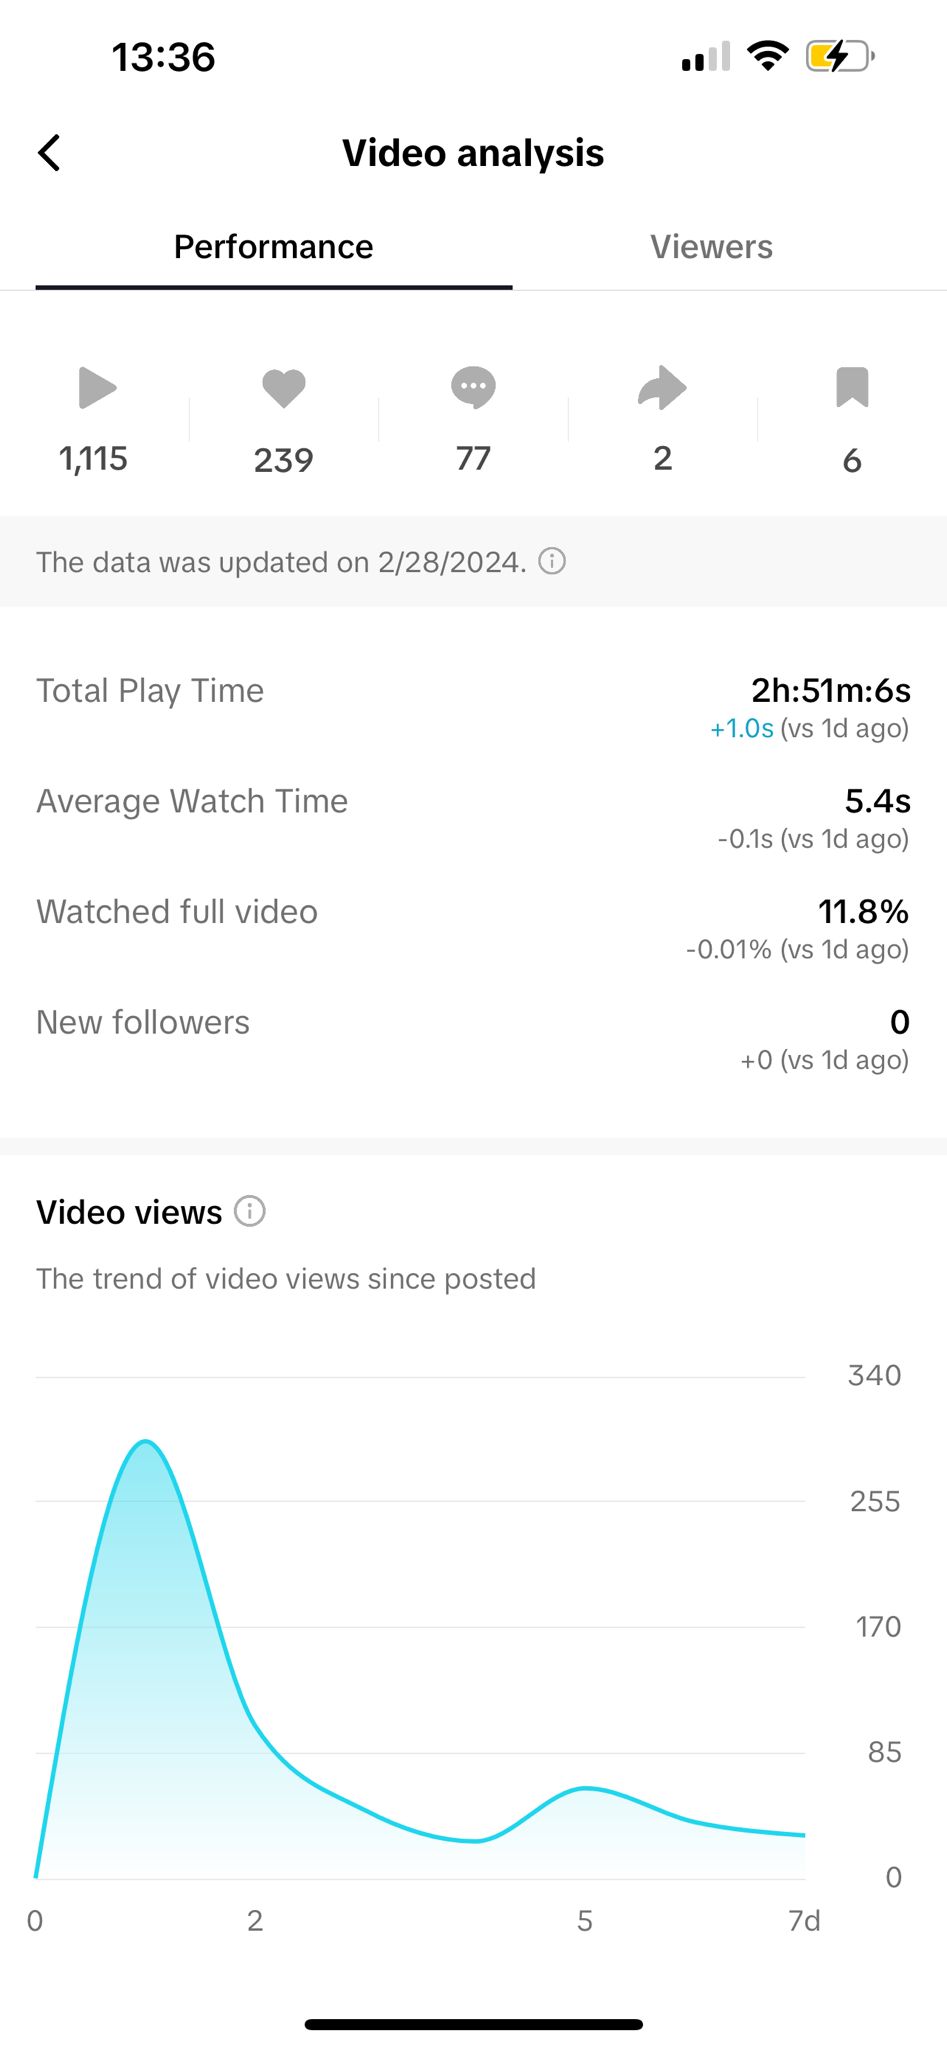 13:36
Video analysis
Performance Viewers
1,115 239 77 2 6
The data was updated on 2/28/2024.
Total Play Time 2h:51m:6s
+1.0s (vs 1d ago)
Average Watch Time 5.4s
-0.1s (vs 1d ago)
Watched full video 11.8%
-0.01% (vs 1d ago)
New followers 0
+0 (vs 1d ago)
Video views
The trend of video views since posted
340
255
170
85
0
0 2 5 7d